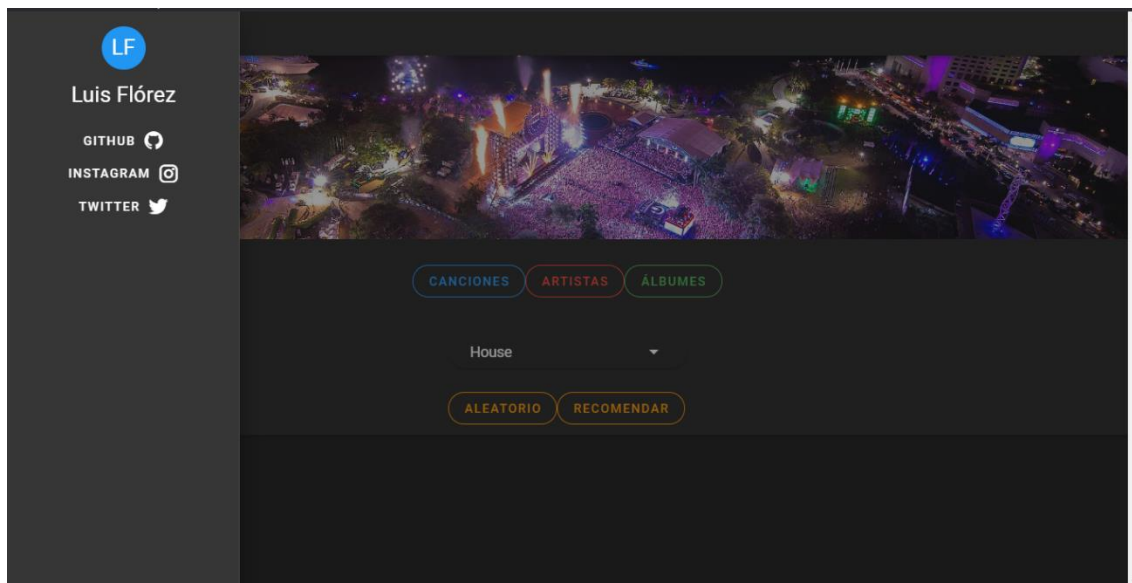 LF
Luis Flórez
GITHUB
INSTAGRAM
TWITTER
CANCIONES ARTISTAS ÁLBUMES
House
ALEATORIO RECOMENDAR